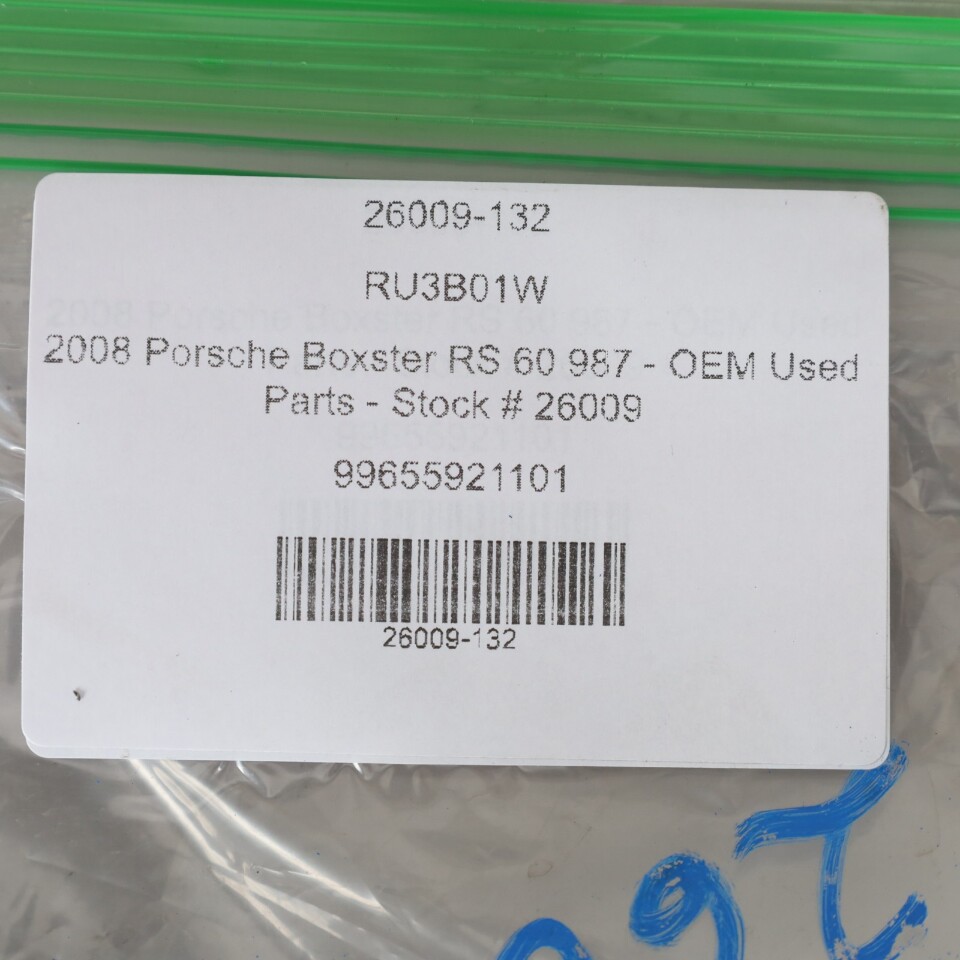 26009-132
RU3B01W
2008 Porsche Boxster RS 60 987 - OEM Used
Parts - Stock # 26009
99655921101
26009-132